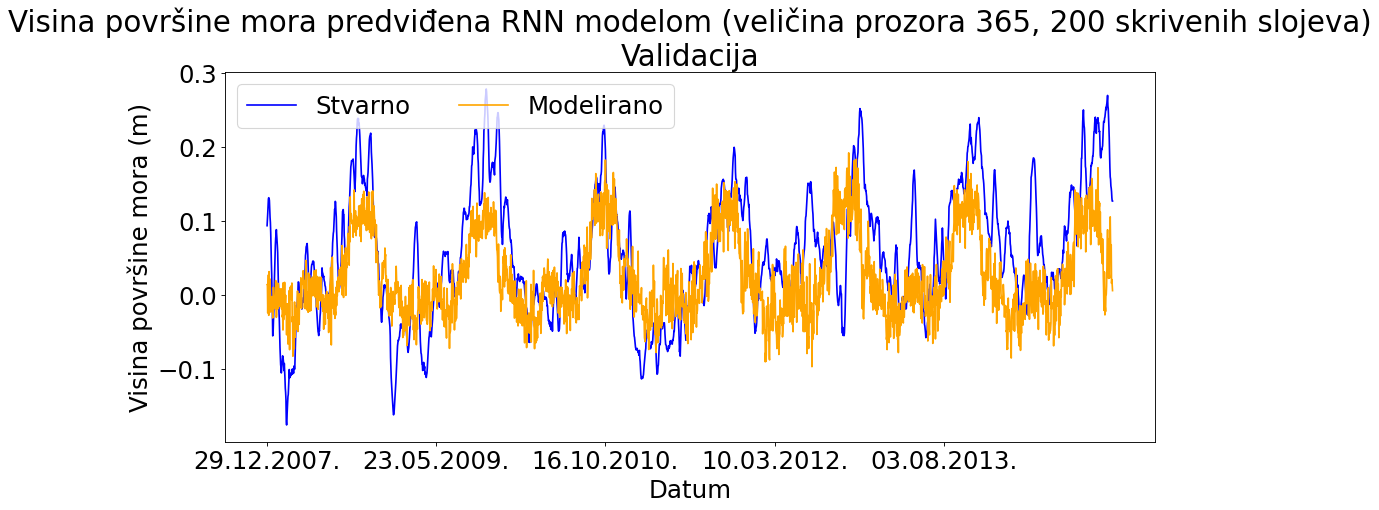 Visina površine mora predviđena RNN modelom (veličina prozora 365, 200 skrivenih slojeva)
Validacija
Stvarno Modelirano
Visina površine mora (m)
0.3
0.2
0.1
0.0
−0.1
29.12.2007. 23.05.2009. 16.10.2010. 10.03.2012. 03.08.2013.
Datum